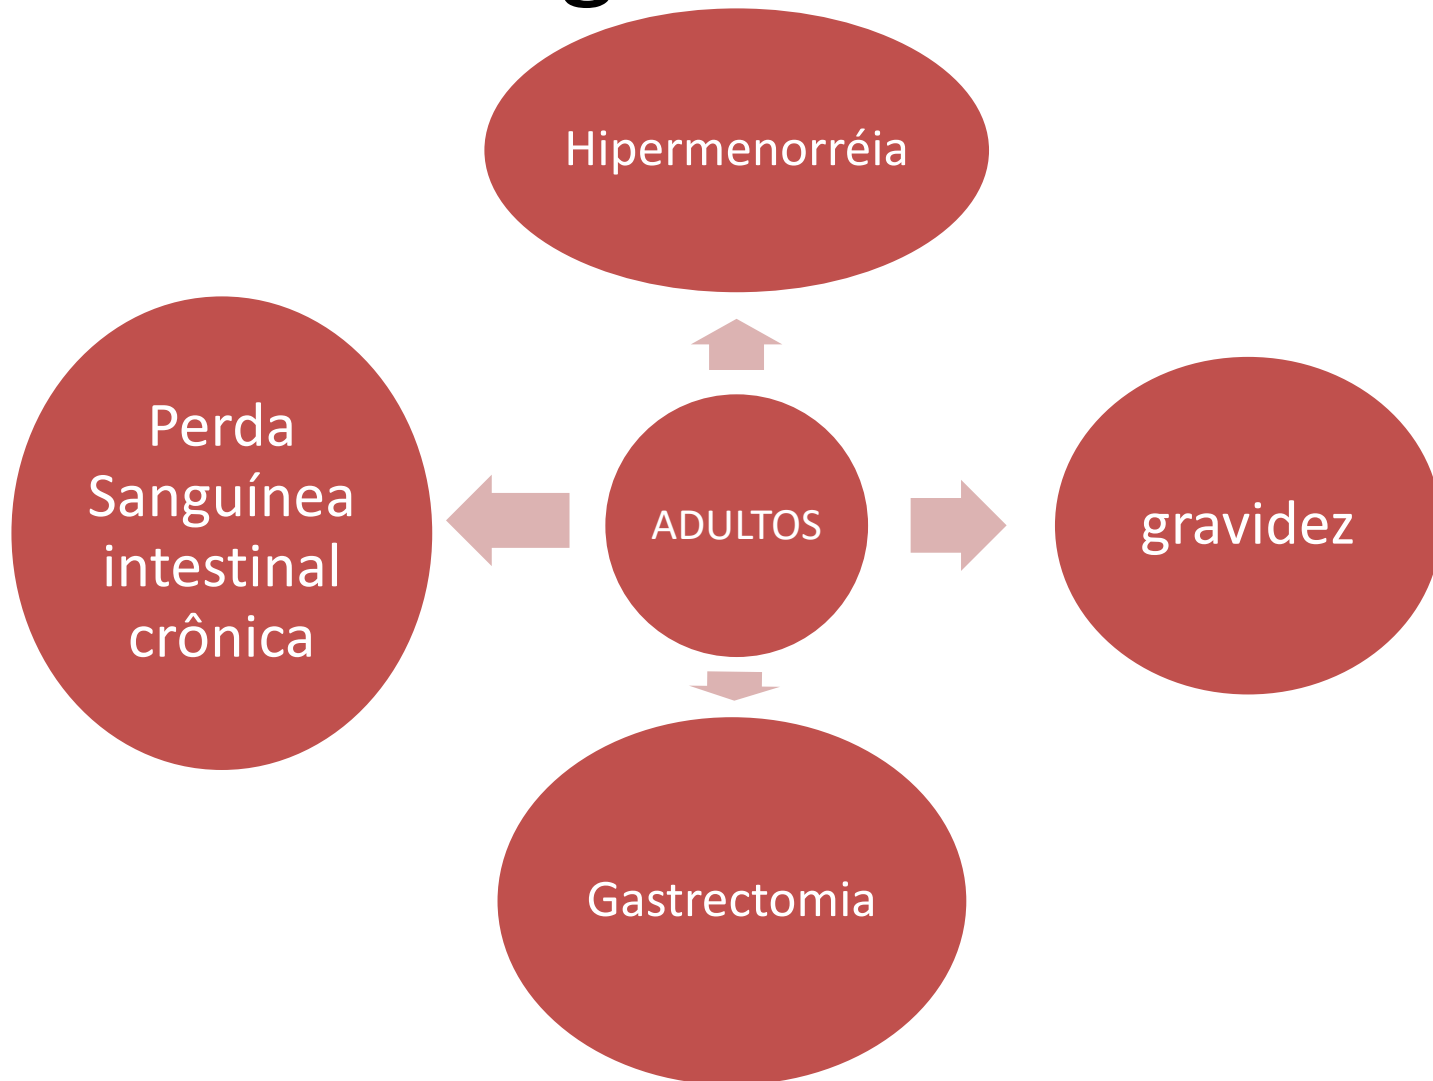 Hipermenorréia
Perda
Sanguínea
intestinal
crônica
ADULTOS
gravidez
Gastrectomia